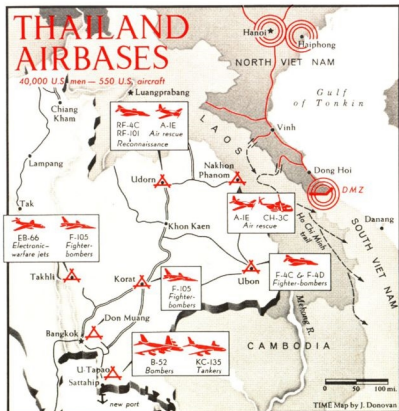 THAILAND
AIRBASES
40,000 U.S. men — 550 U.S. aircraft
Hanoi
Haiphong
NORTH VIET NAM
Gulf
of Tonkin
Luangprabang
Chiang
Kham
LAOS
Vinh
RF-4C
RF-101
Reconnaissance
A-1E
Air rescue
Lampang
Udorn
Nakhon
Phanom
Dong Hoi
DMZ
Tak
A-1E
CH-3C
Air rescue
Ho Chi Minh
trail
Danang
SOUTH VIET NAM
EB-66
Electronic-
warfare jets
F-105
Fighter-
bombers
Khon Kaen
Takhli
Korat
F-105
Fighter-
bombers
Ubon
F-4C & F-4D
Fighter-bombers
Mekong R.
Don Muang
Bangkok
CAMBODIA
B-52
Bombers
KC-135
Tankers
U-Tapao
Sattahip
new port
0 50 100 mi.
TIME Map by J. Donovan